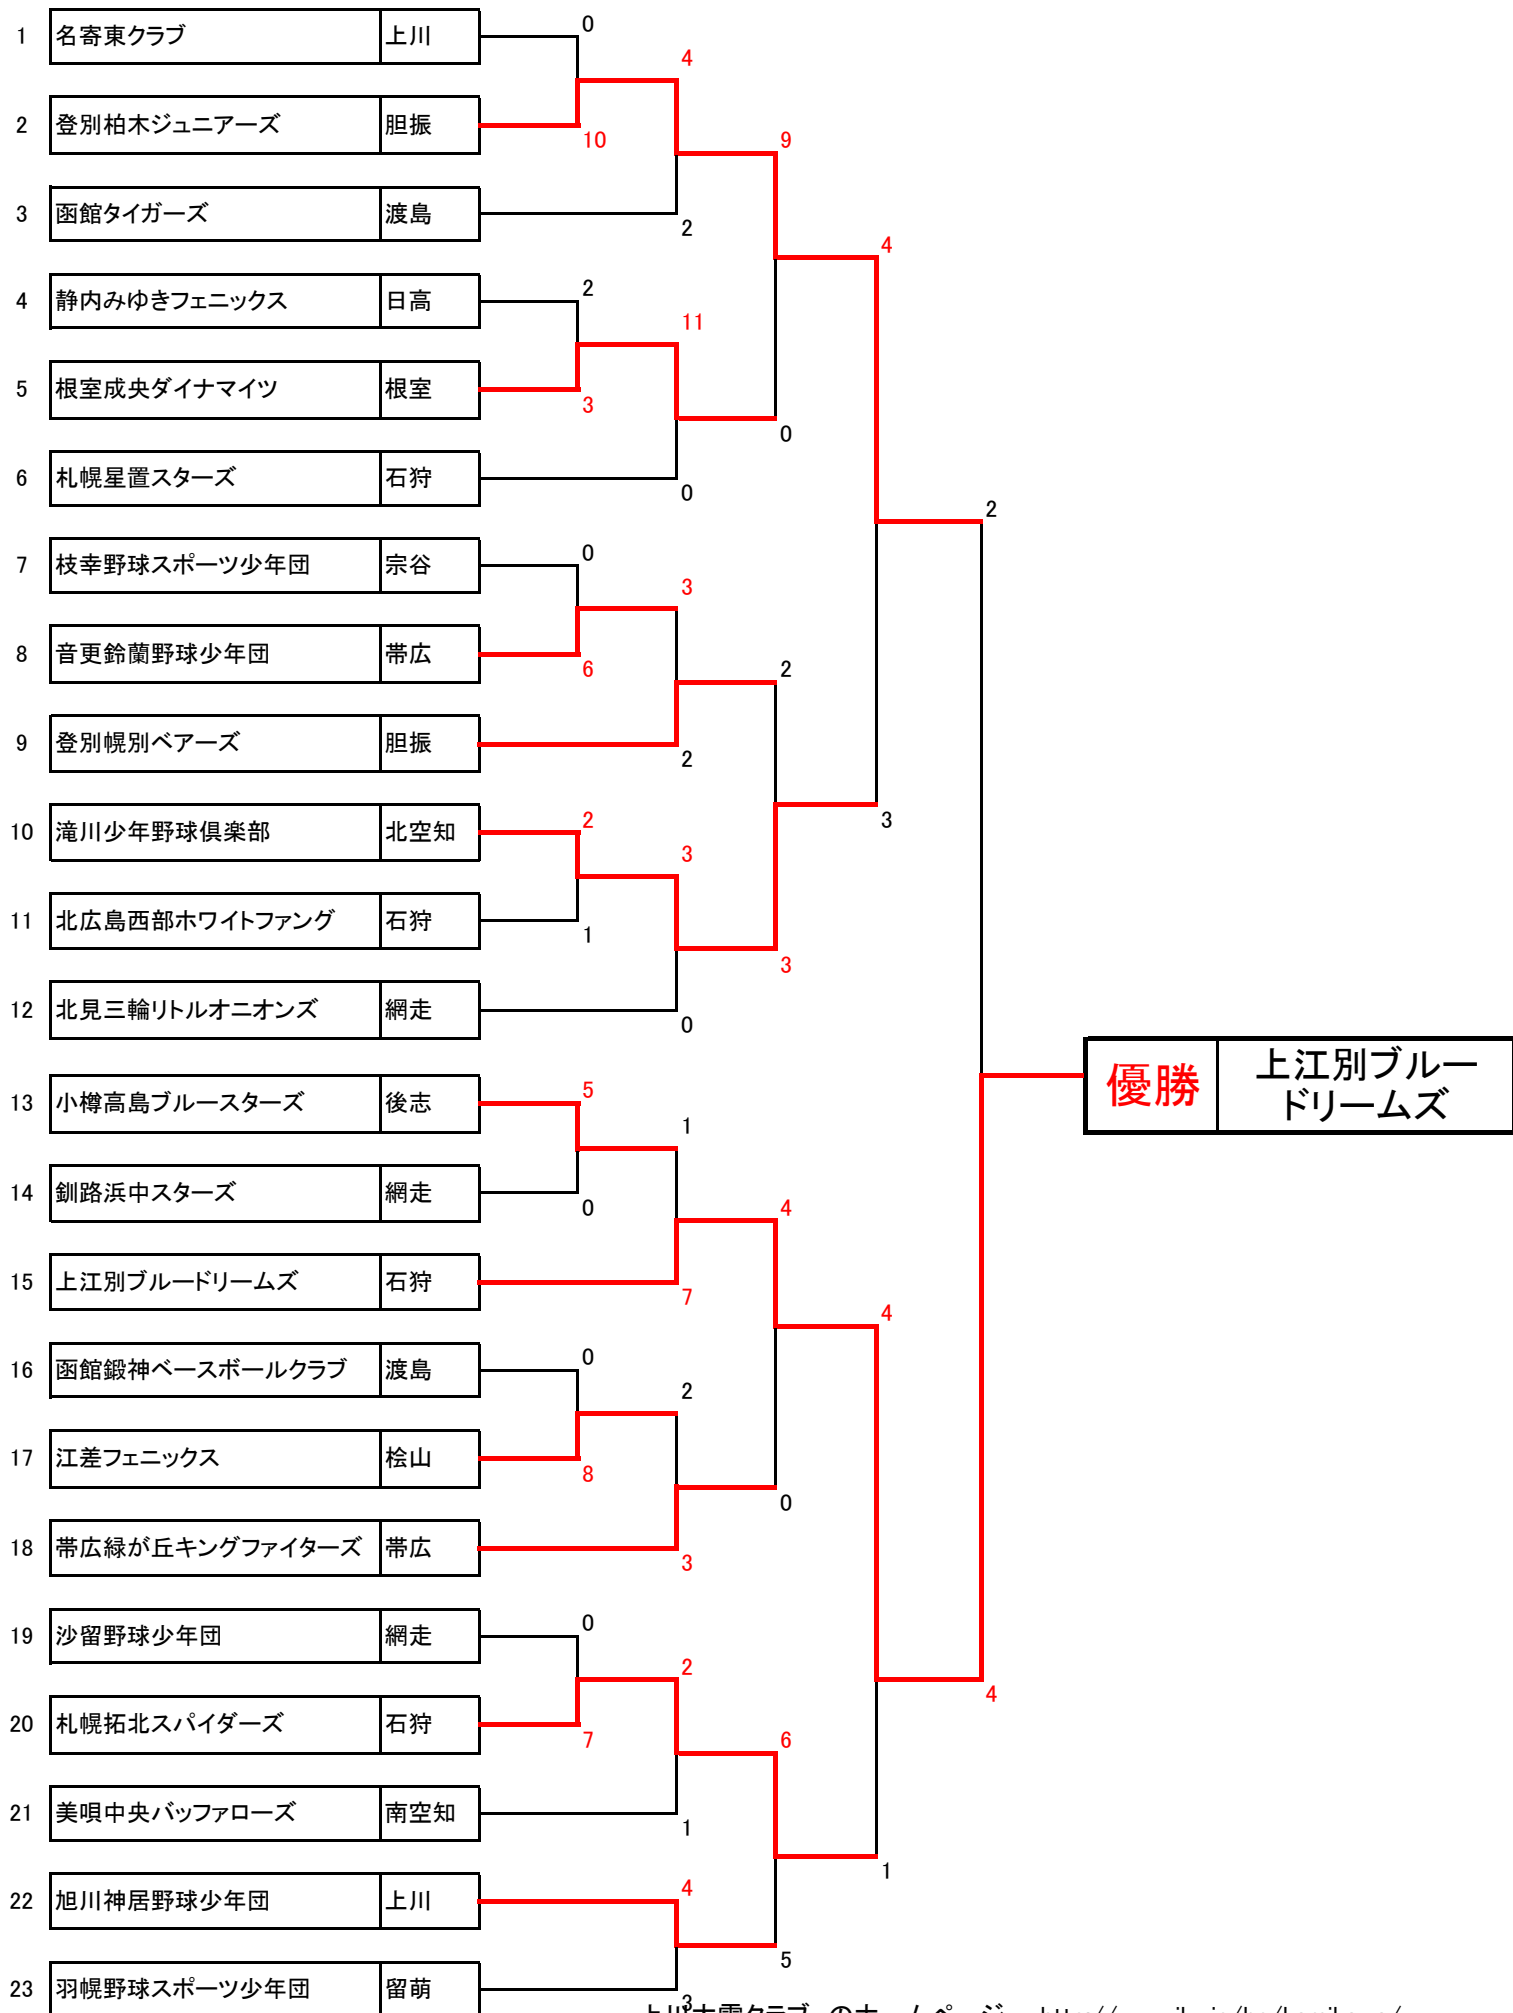 1 名寄東クラブ 上川 0
4
2 登別柏木ジュニアーズ 胆振 10 9
3 函館タイガーズ 渡島 2
4
4 静内みゆきフェニックス 日高 2
11
5 根室成央ダイナマイツ 根室 3
0
6 札幌星置スターズ 石狩 0
2
7 枝幸野球スポーツ少年団 宗谷 0
3
8 音更鈴蘭野球少年団 帯広 6 2
9 登別幌別ベアーズ 胆振 2
10 滝川少年野球倶楽部 北空知 2 3
3
11 北広島西部ホワイトファング 石狩 1
3
12 北見三輪リトルオニオンズ 網走 0
優勝 上江別ブルー
ドリームズ
13 小樽高島ブルースターズ 後志 5
1
14 釧路浜中スターズ 網走 0 4
15 上江別ブルードリームズ 石狩 7
4
16 函館鍛神ベースボールクラブ 渡島 0
2
17 江差フェニックス 桧山 8
0
18 帯広緑が丘キングファイターズ 帯広 3
19 沙留野球少年団 網走 0
2
4
20 札幌拓北スパイダーズ 石狩 7 6
21 美唄中央バッファローズ 南空知 1
1
22 旭川神居野球少年団 上川 4
5
23 羽幌野球スポーツ少年団 留萌 3